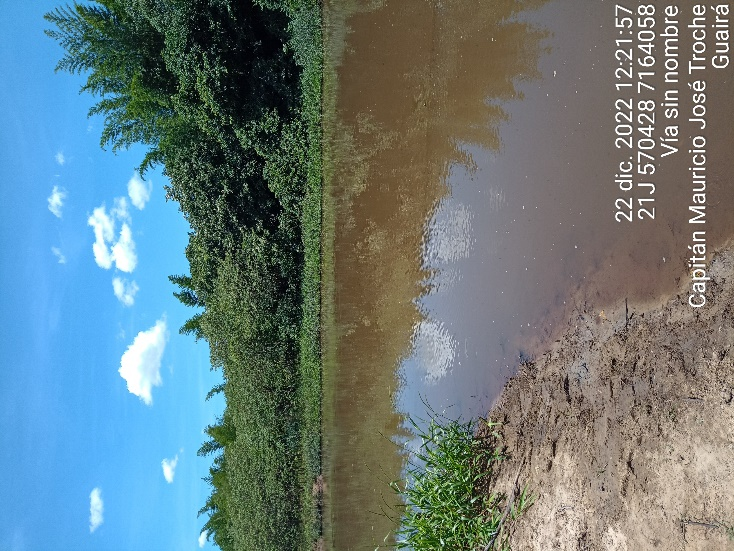 22 dic. 2022 12:21:57
21J 570428 7164058
Vía sin nombre
Capitán Mauricio José Troche
Guairá